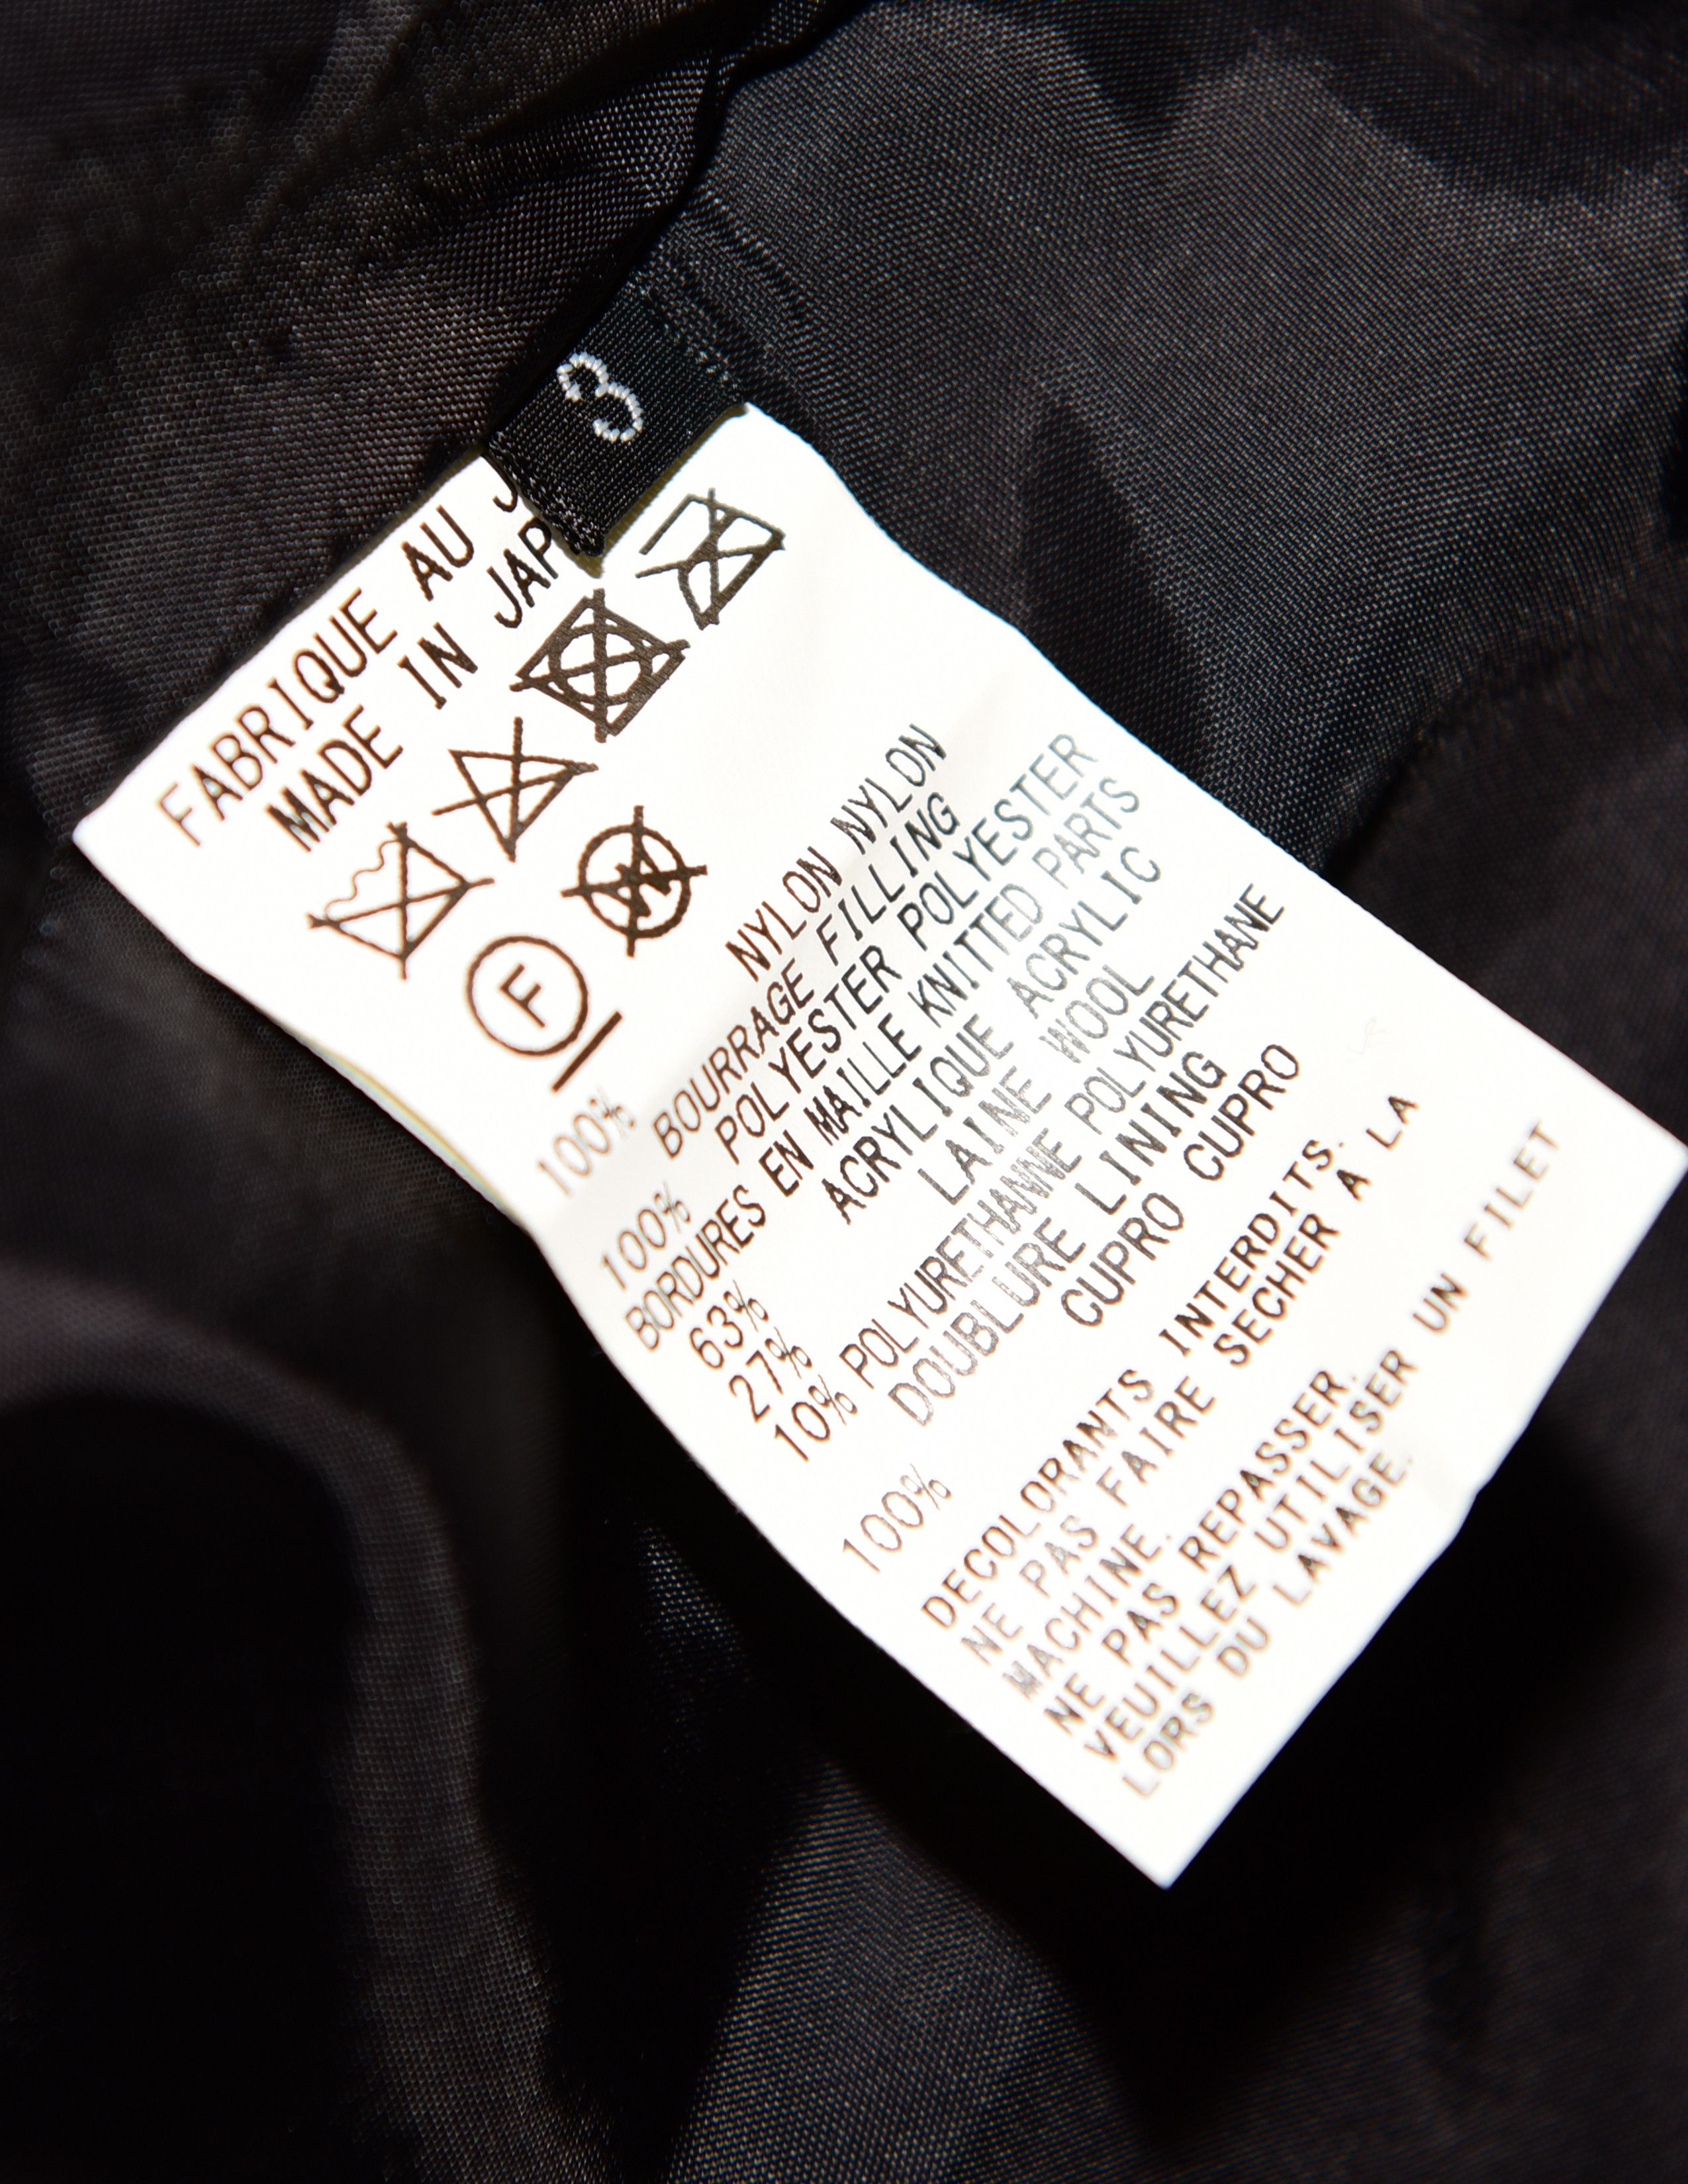 3
FABRIQUE AU J
MADE IN JAP
F
W
100% NYLON NYLON
BOURRAGE FILLING
100% POLYESTER POLYESTER
BORDURES EN MAILLE KNITTED PARTS
63% ACRYLIQUE ACRYLIC
27% LAINE WOOL
10% POLYURETHANNE POLYURETHANE
DOUBLURE LINING
100% CUPRO CUPRO
DECOLORANTS INTERDITS.
NE PAS FAIRE SECHER A LA
MACHINE.
NE PAS REPASSER.
VEUILLEZ UTILISER UN FILET
LORS DU LAVAGE.